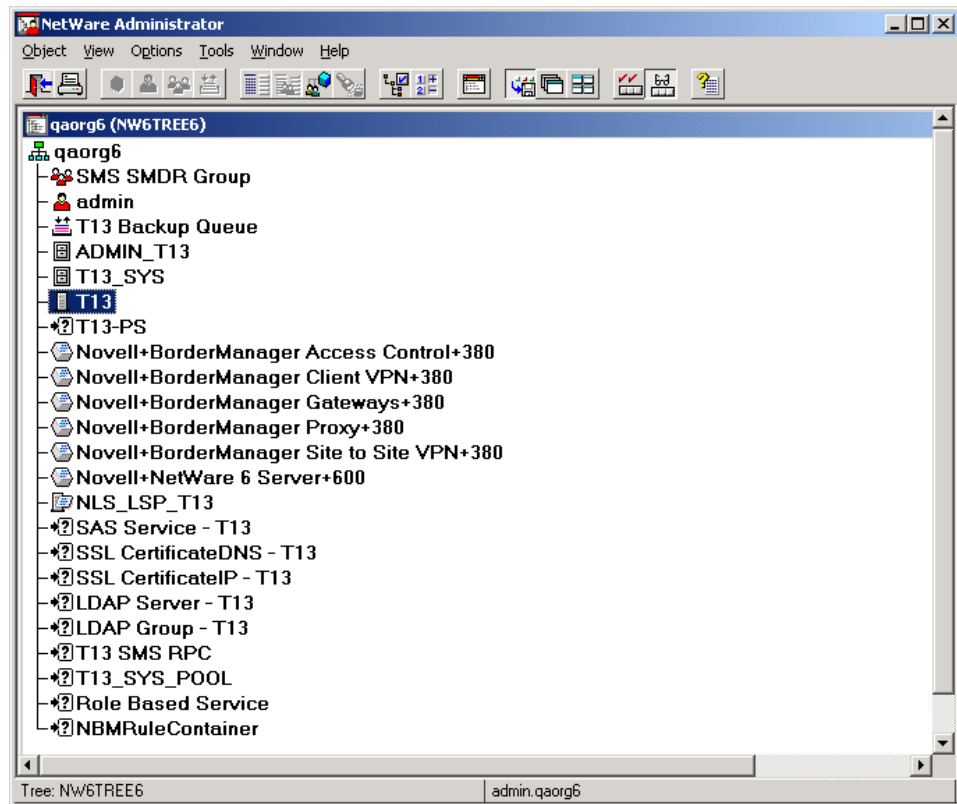 NetWare Administrator
Object View Options Tools Window Help
qaorg6 (NW6TREE6)
qaorg6
SMS SMDR Group
admin
T13 Backup Queue
ADMIN_T13
T13_SYS
T13
T13-PS
Novell+BorderManager Access Control+380
Novell+BorderManager Client VPN+380
Novell+BorderManager Gateways+380
Novell+BorderManager Proxy+380
Novell+BorderManager Site to Site VPN+380
Novell+NetWare 6 Server+600
NLS_LSP_T13
SAS Service - T13
SSL CertificateDNS - T13
SSL CertificateIP - T13
LDAP Server - T13
LDAP Group - T13
T13 SMS RPC
T13_SYS_POOL
Role Based Service
NBMRuleContainer
Tree: NW6TREE6 admin.qaorg6